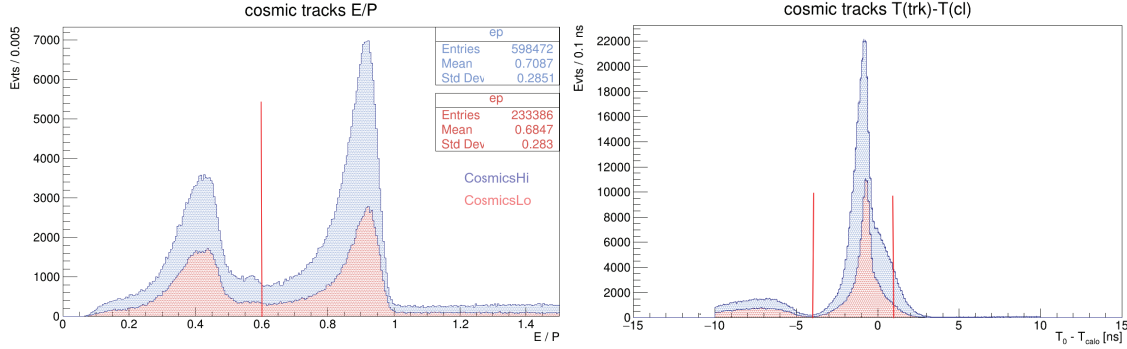 cosmic tracks E/P
Evts / 0.005
7000
6000
5000
4000
3000
2000
1000
0
0
0.2
0.4
0.6
0.8
1
1.2
1.4
E / P
ep
Entries 598472
Mean 0.7087
Std Dev 0.2851
ep
Entries 233386
Mean 0.6847
Std Dev 0.283
CosmicsHi
CosmicsLo
cosmic tracks T(trk)-T(cl)
Evts / 0.1 ns
22000
20000
18000
16000
14000
12000
10000
8000
6000
4000
2000
0
−15
−10
−5
0
5
10
15
T0 - Tcalo [ns]